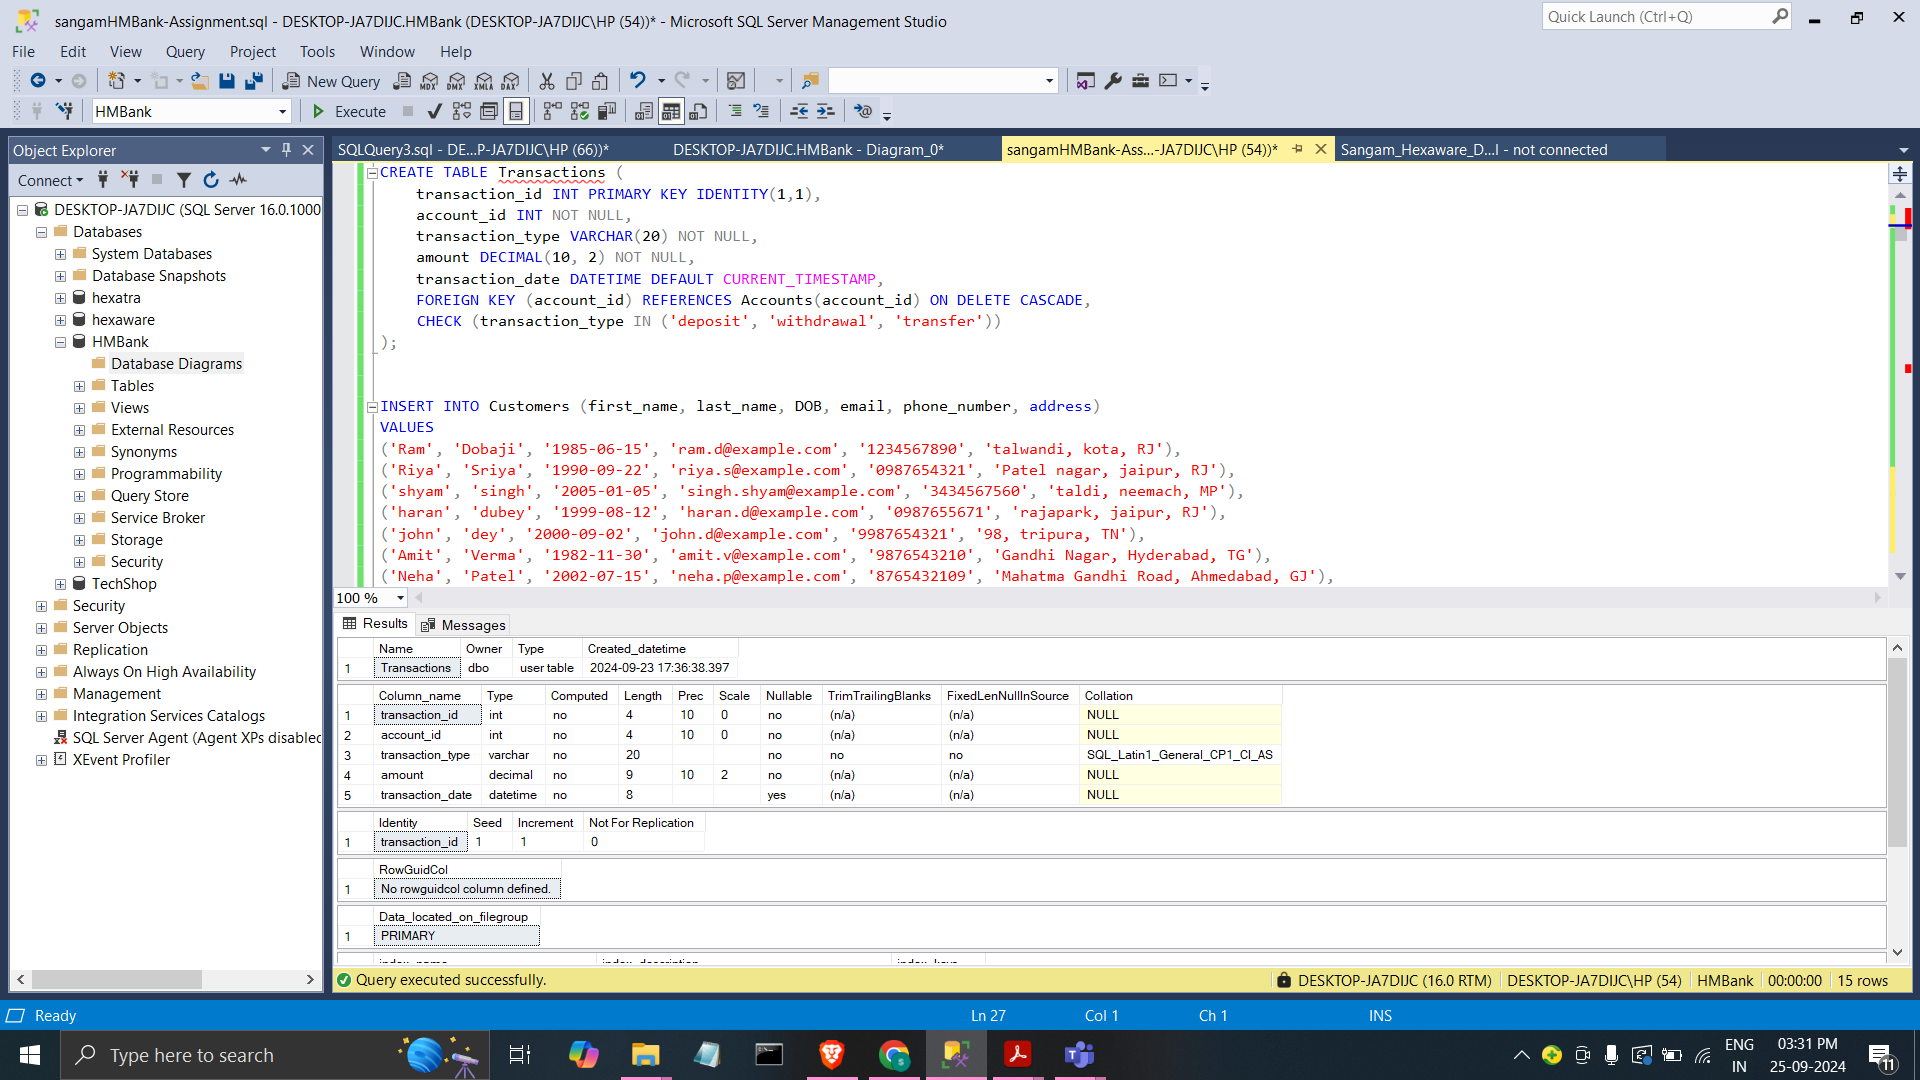 sangamHMBank-Assignment.sql - DESKTOP-JA7DIJC.HMBank (DESKTOP-JA7DIJC\HP (54))* - Microsoft SQL Server Management Studio
Quick Launch (Ctrl+Q)
File Edit View Query Project Tools Window Help
New Query
MDX DMX XMLA DAX
HMBank
Execute
Object Explorer
SQLQuery3.sql - DE...P-JA7DIJC\HP (66))*
DESKTOP-JA7DIJC.HMBank - Diagram_0*
sangamHMBank-Ass...-JA7DIJC\HP (54))*
Sangam_Hexaware_D...l - not connected
Connect
DESKTOP-JA7DIJC (SQL Server 16.0.1000
Databases
System Databases
Database Snapshots
hexatra
hexaware
HMBank
Database Diagrams
Tables
Views
External Resources
Synonyms
Programmability
Query Store
Service Broker
Storage
Security
TechShop
Security
Server Objects
Replication
Always On High Availability
Management
Integration Services Catalogs
SQL Server Agent (Agent XPs disabled
XEvent Profiler
CREATE TABLE Transactions (
transaction_id INT PRIMARY KEY IDENTITY(1,1),
account_id INT NOT NULL,
transaction_type VARCHAR(20) NOT NULL,
amount DECIMAL(10, 2) NOT NULL,
transaction_date DATETIME DEFAULT CURRENT_TIMESTAMP,
FOREIGN KEY (account_id) REFERENCES Accounts(account_id) ON DELETE CASCADE,
CHECK (transaction_type IN ('deposit', 'withdrawal', 'transfer'))
);
INSERT INTO Customers (first_name, last_name, DOB, email, phone_number, address)
VALUES
('Ram', 'Dobaji', '1985-06-15', 'ram.d@example.com', '1234567890', 'talwandi, kota, RJ'),
('Riya', 'Sriya', '1990-09-22', 'riya.s@example.com', '0987654321', 'Patel nagar, jaipur, RJ'),
('shyam', 'singh', '2005-01-05', 'singh.shyam@example.com', '3434567560', 'taldi, neemach, MP'),
('haran', 'dubey', '1999-08-12', 'haran.d@example.com', '0987655671', 'rajapark, jaipur, RJ'),
('john', 'dey', '2000-09-02', 'john.d@example.com', '9987654321', '98, tripura, TN'),
('Amit', 'Verma', '1982-11-30', 'amit.v@example.com', '9876543210', 'Gandhi Nagar, Hyderabad, TG'),
('Neha', 'Patel', '2002-07-15', 'neha.p@example.com', '8765432109', 'Mahatma Gandhi Road, Ahmedabad, GJ'),
100 %
Results Messages
Name Owner Type Created_datetime
1 Transactions dbo user table 2024-09-23 17:36:38.397
Column_name Type Computed Length Prec Scale Nullable TrimTrailingBlanks FixedLenNullInSource Collation
1 transaction_id int no 4 10 0 no (n/a) (n/a) NULL
2 account_id int no 4 10 0 no (n/a) (n/a) NULL
3 transaction_type varchar no 20 no no no SQL_Latin1_General_CP1_CI_AS
4 amount decimal no 9 10 2 no (n/a) (n/a) NULL
5 transaction_date datetime no 8 yes (n/a) (n/a) NULL
Identity Seed Increment Not For Replication
1 transaction_id 1 1 0
RowGuidCol
1 No rowguidcol column defined.
Data_located_on_filegroup
1 PRIMARY
index_name index_description index_keys
Query executed successfully.
DESKTOP-JA7DIJC (16.0 RTM) DESKTOP-JA7DIJC\HP (54) HMBank 00:00:00 15 rows
Ready Ln 27 Col 1 Ch 1 INS
Type here to search
ENG
IN
03:31 PM
25-09-2024
11